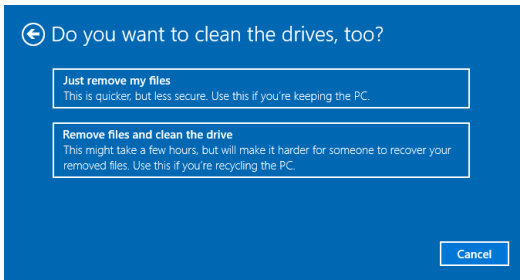 Do you want to clean the drives, too?
Just remove my files
This is quicker, but less secure. Use this if you're keeping the PC.
Remove files and clean the drive
This might take a few hours, but will make it harder for someone to recover your
removed files. Use this if you're recycling the PC.
Cancel